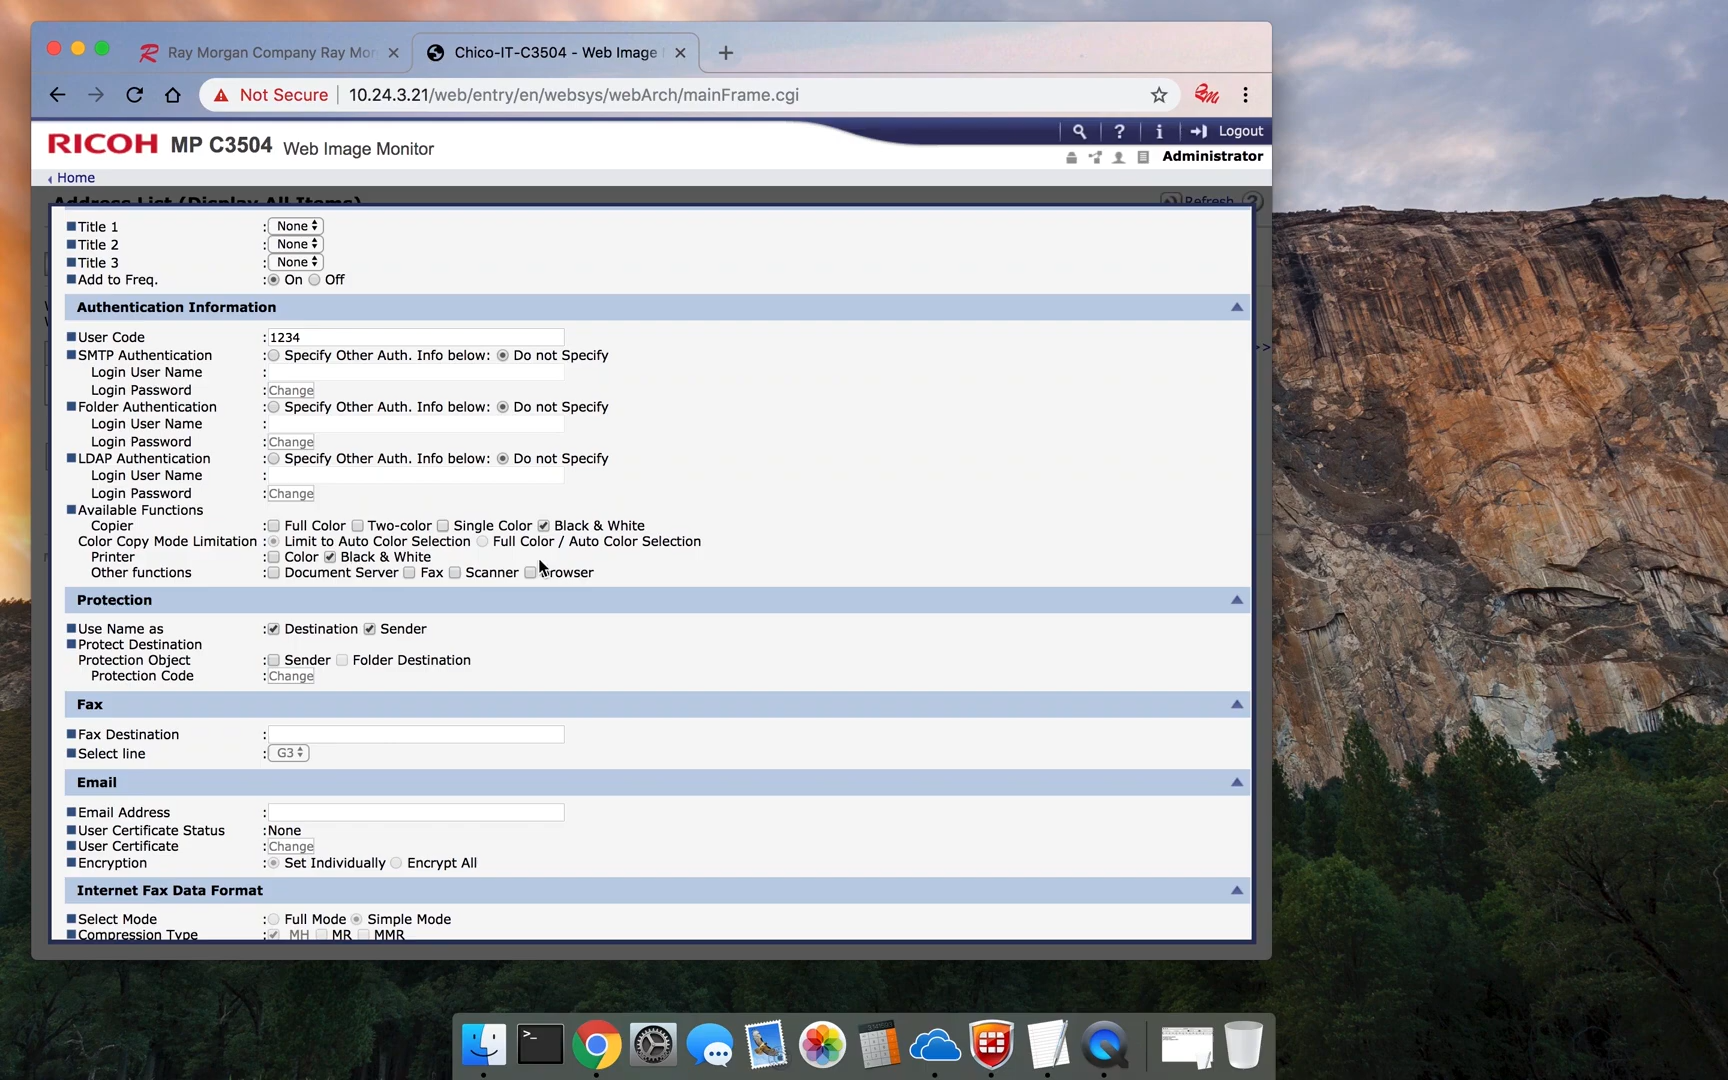 Ray Morgan Company Ray Mor
Chico-IT-C3504 - Web Image
Not Secure
10.24.3.21/web/entry/en/websys/webArch/mainFrame.cgi
RICOH MP C3504 Web Image Monitor
Logout
Administrator
Home
Address List (Display All Items)
Refresh
Title 1 : None
Title 2 : None
Title 3 : None
Add to Freq. : On Off
Authentication Information
User Code : 1234
SMTP Authentication : Specify Other Auth. Info below: Do not Specify
Login User Name :
Login Password : Change
Folder Authentication : Specify Other Auth. Info below: Do not Specify
Login User Name :
Login Password : Change
LDAP Authentication : Specify Other Auth. Info below: Do not Specify
Login User Name :
Login Password : Change
Available Functions
Copier : Full Color Two-color Single Color Black & White
Color Copy Mode Limitation : Limit to Auto Color Selection Full Color / Auto Color Selection
Printer : Color Black & White
Other functions : Document Server Fax Scanner Browser
Protection
Use Name as : Destination Sender
Protect Destination
Protection Object : Sender Folder Destination
Protection Code : Change
Fax
Fax Destination :
Select line : G3
Email
Email Address :
User Certificate Status : None
User Certificate : Change
Encryption : Set Individually Encrypt All
Internet Fax Data Format
Select Mode : Full Mode Simple Mode
Compression Type : MH MR MMR